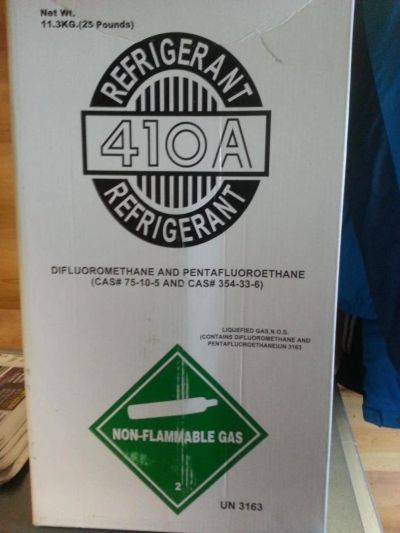 Net Wt.
11.3KG.(25 Pounds)
REFRIGERANT
410A
REFRIGERANT
DIFLUOROMETHANE AND PENTAFLUOROETHANE
(CAS# 75-10-5 AND CAS# 354-33-6)
LIQUEFIED GAS,N.O.S.
(CONTAINS DIFLUOROMETHANE AND
PENTAFLUOROETHANE)UN 3163
NON-FLAMMABLE GAS
2
UN 3163